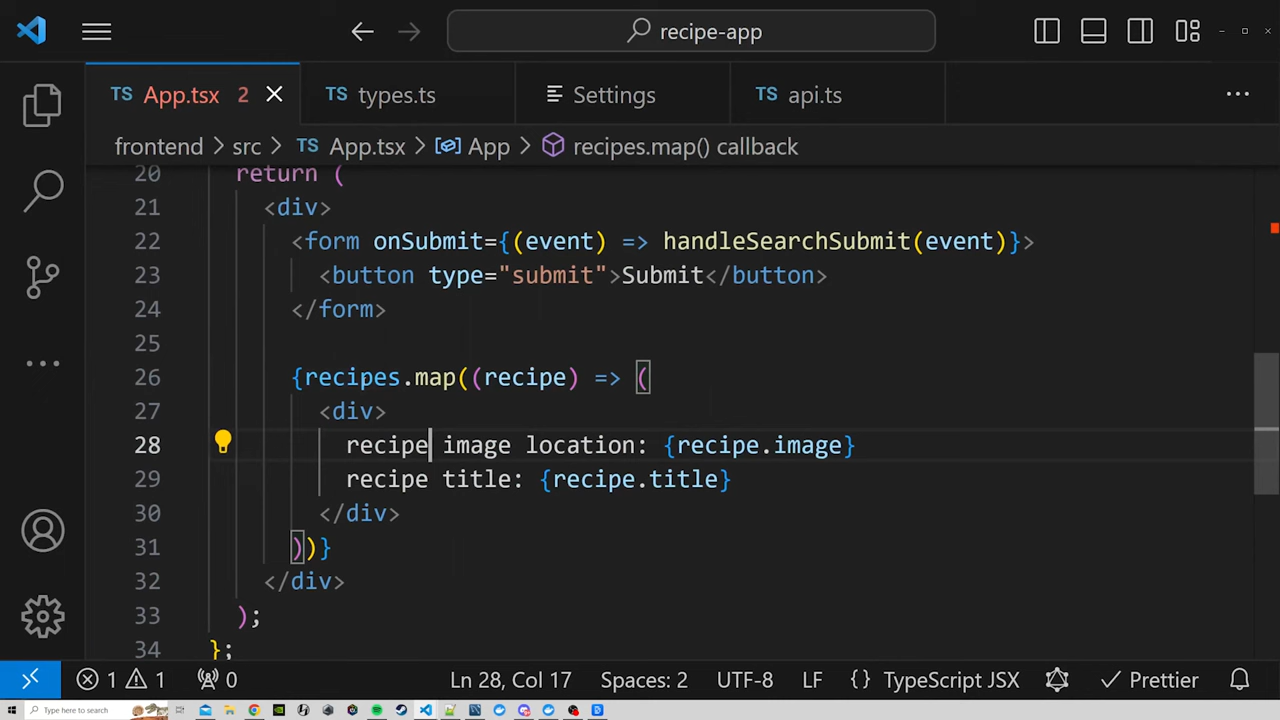 recipe-app
TS App.tsx 2
TS types.ts
Settings
TS api.ts
...
frontend > src > TS App.tsx > App > recipes.map() callback
20 return (
21 <div>
22 <form onSubmit={(event) => handleSearchSubmit(event)}>
23 <button type="submit">Submit</button>
24 </form>
25
26 {recipes.map((recipe) => (
27 <div>
28 recipe image location: {recipe.image}
29 recipe title: {recipe.title}
30 </div>
31 ))}
32 </div>
33 );
34 };
1 1 0 Ln 28, Col 17 Spaces: 2 UTF-8 LF {} TypeScript JSX Prettier
Type here to search